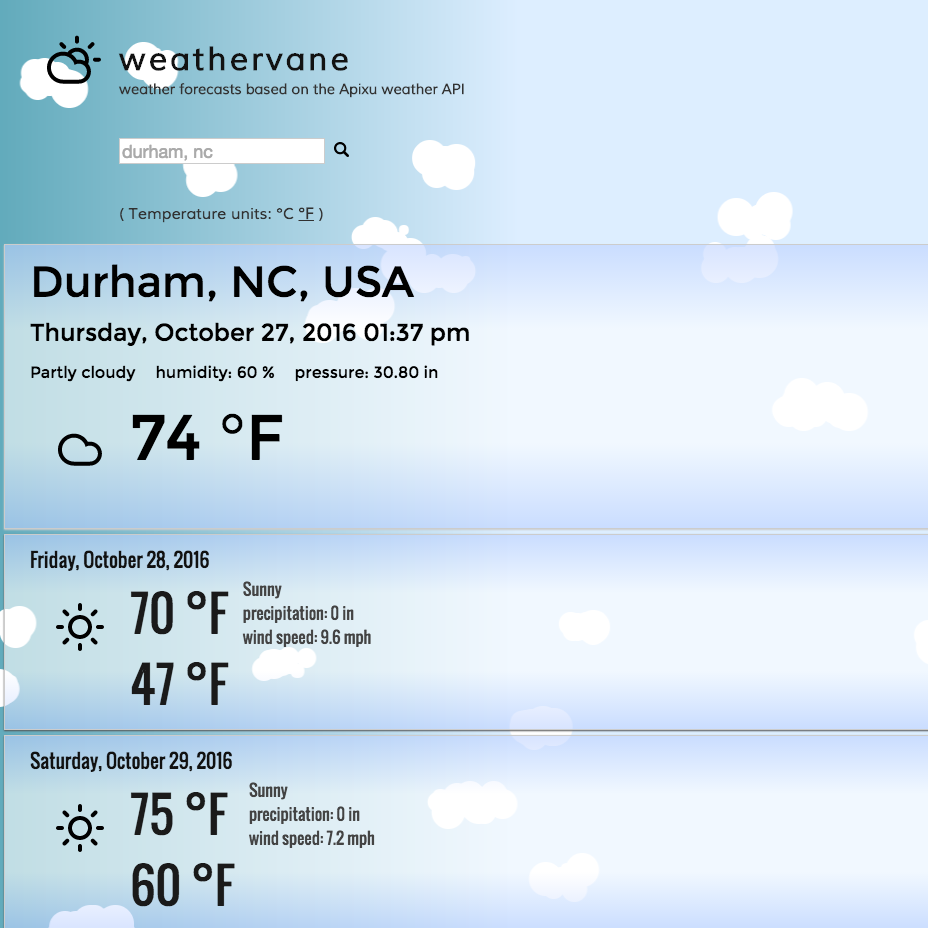 weathervane
weather forecasts based on the Apixu weather API
durham, nc
( Temperature units: °C °F )
Durham, NC, USA
Thursday, October 27, 2016 01:37 pm
Partly cloudy humidity: 60 % pressure: 30.80 in
74 °F
Friday, October 28, 2016
70 °F
Sunny
precipitation: 0 in
wind speed: 9.6 mph
47 °F
Saturday, October 29, 2016
75 °F
Sunny
precipitation: 0 in
wind speed: 7.2 mph
60 °F